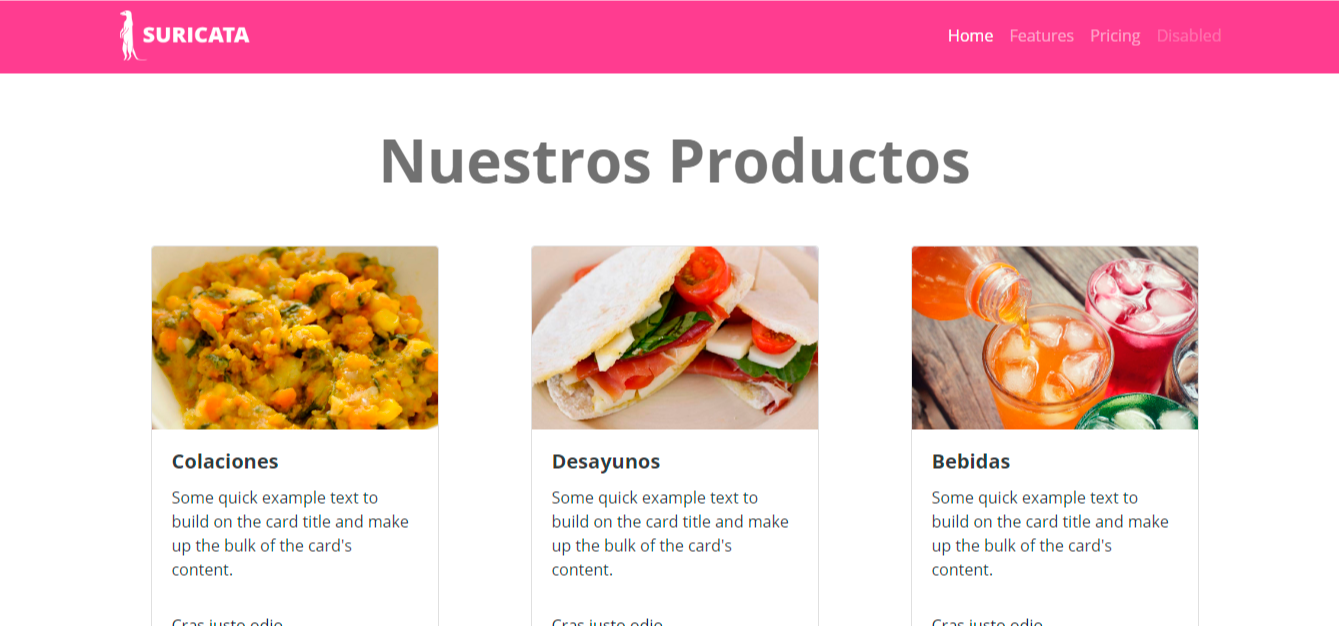 SURICATA
Home Features Pricing Disabled
Nuestros Productos
Colaciones
Some quick example text to
build on the card title and make
up the bulk of the card's
content.
Cras justo odio
Desayunos
Some quick example text to
build on the card title and make
up the bulk of the card's
content.
Cras justo odio
Bebidas
Some quick example text to
build on the card title and make
up the bulk of the card's
content.
Cras justo odio